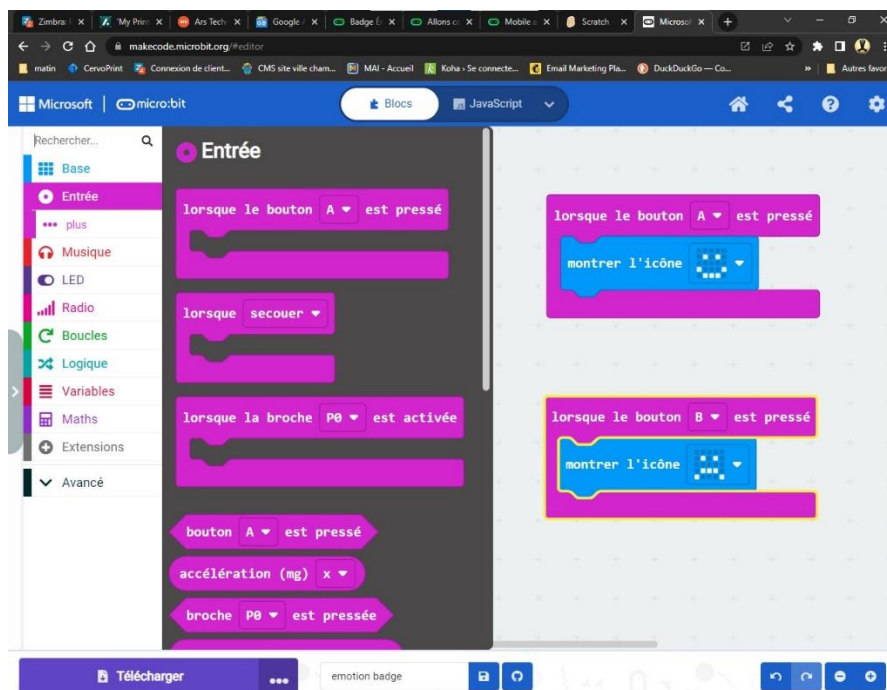 Zimbra: F
'My Print
Ars Tech
Google
Badge É
Allons c
Mobile
Scratch
Microsof
makecode.microbit.org/#editor
matin
CervoPrint
Connexion de client...
CMS site ville cham...
MAI - Accueil
Koha › Se connecte...
Email Marketing Pla...
DuckDuckGo — Co...
»
Autres favor
Microsoft
micro:bit
Blocs
JavaScript
Rechercher...
Base
Entrée
plus
Musique
LED
Radio
Boucles
Logique
Variables
Maths
Extensions
Avancé
Entrée
lorsque le bouton A est pressé
lorsque secouer
lorsque la broche P0 est activée
bouton A est pressé
accélération (mg) x
broche P0 est pressée
lorsque le bouton A est pressé
montrer l'icône
lorsque le bouton B est pressé
montrer l'icône
Télécharger
emotion badge